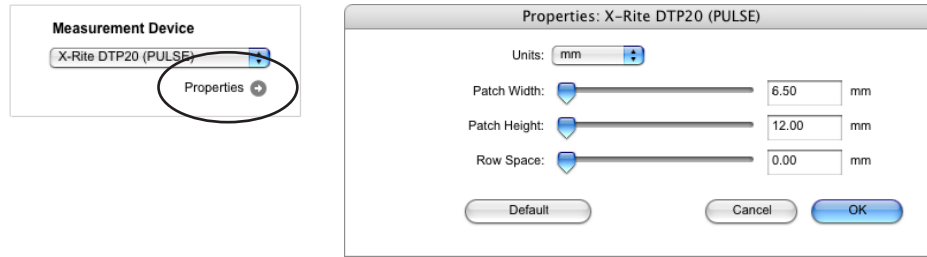 Measurement Device
X-Rite DTP20 (PULSE)
Properties
Properties: X-Rite DTP20 (PULSE)
Units: mm
Patch Width: 6.50 mm
Patch Height: 12.00 mm
Row Space: 0.00 mm
Default Cancel OK